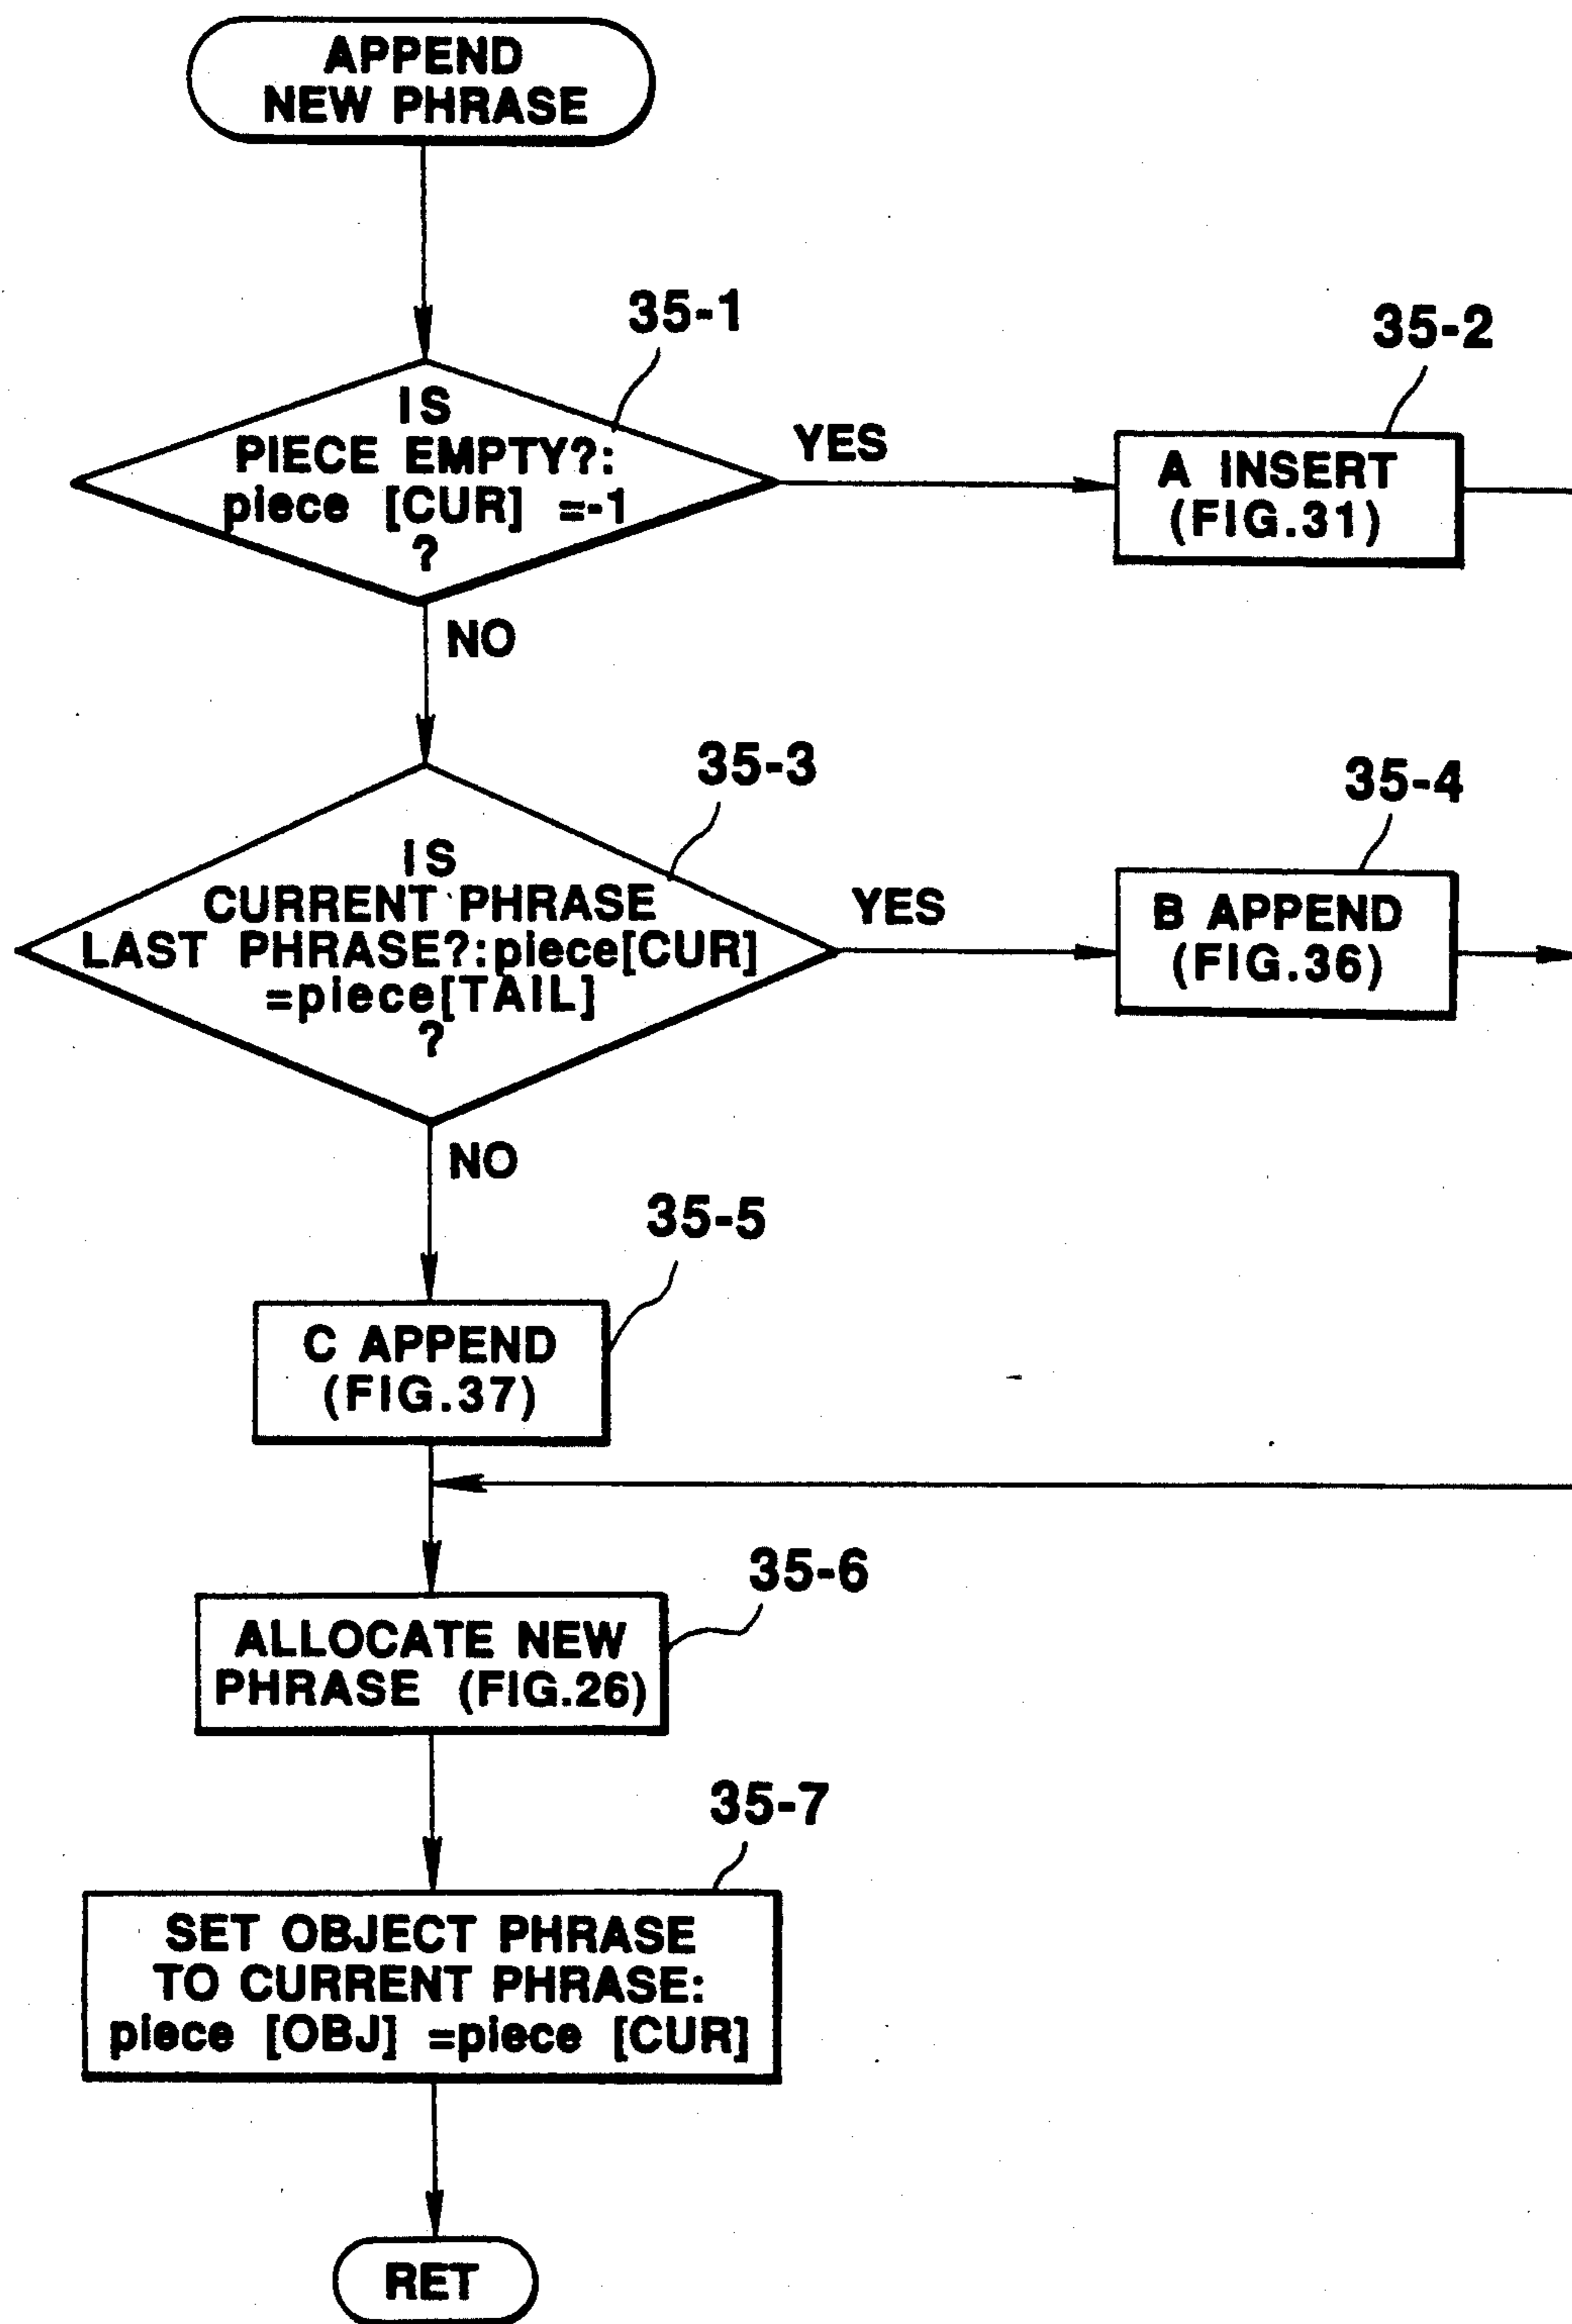 APPEND
NEW PHRASE
35-1
35-2
IS
PIECE EMPTY?:
piece [CUR] =-1
?
YES
A INSERT
(FIG.31)
NO
35-3
35-4
IS
CURRENT PHRASE
LAST PHRASE?:piece[CUR]
=piece[TAIL]
?
YES
B APPEND
(FIG.36)
NO
35-5
C APPEND
(FIG.37)
35-6
ALLOCATE NEW
PHRASE (FIG.26)
35-7
SET OBJECT PHRASE
TO CURRENT PHRASE:
piece [OBJ] =piece [CUR]
RET